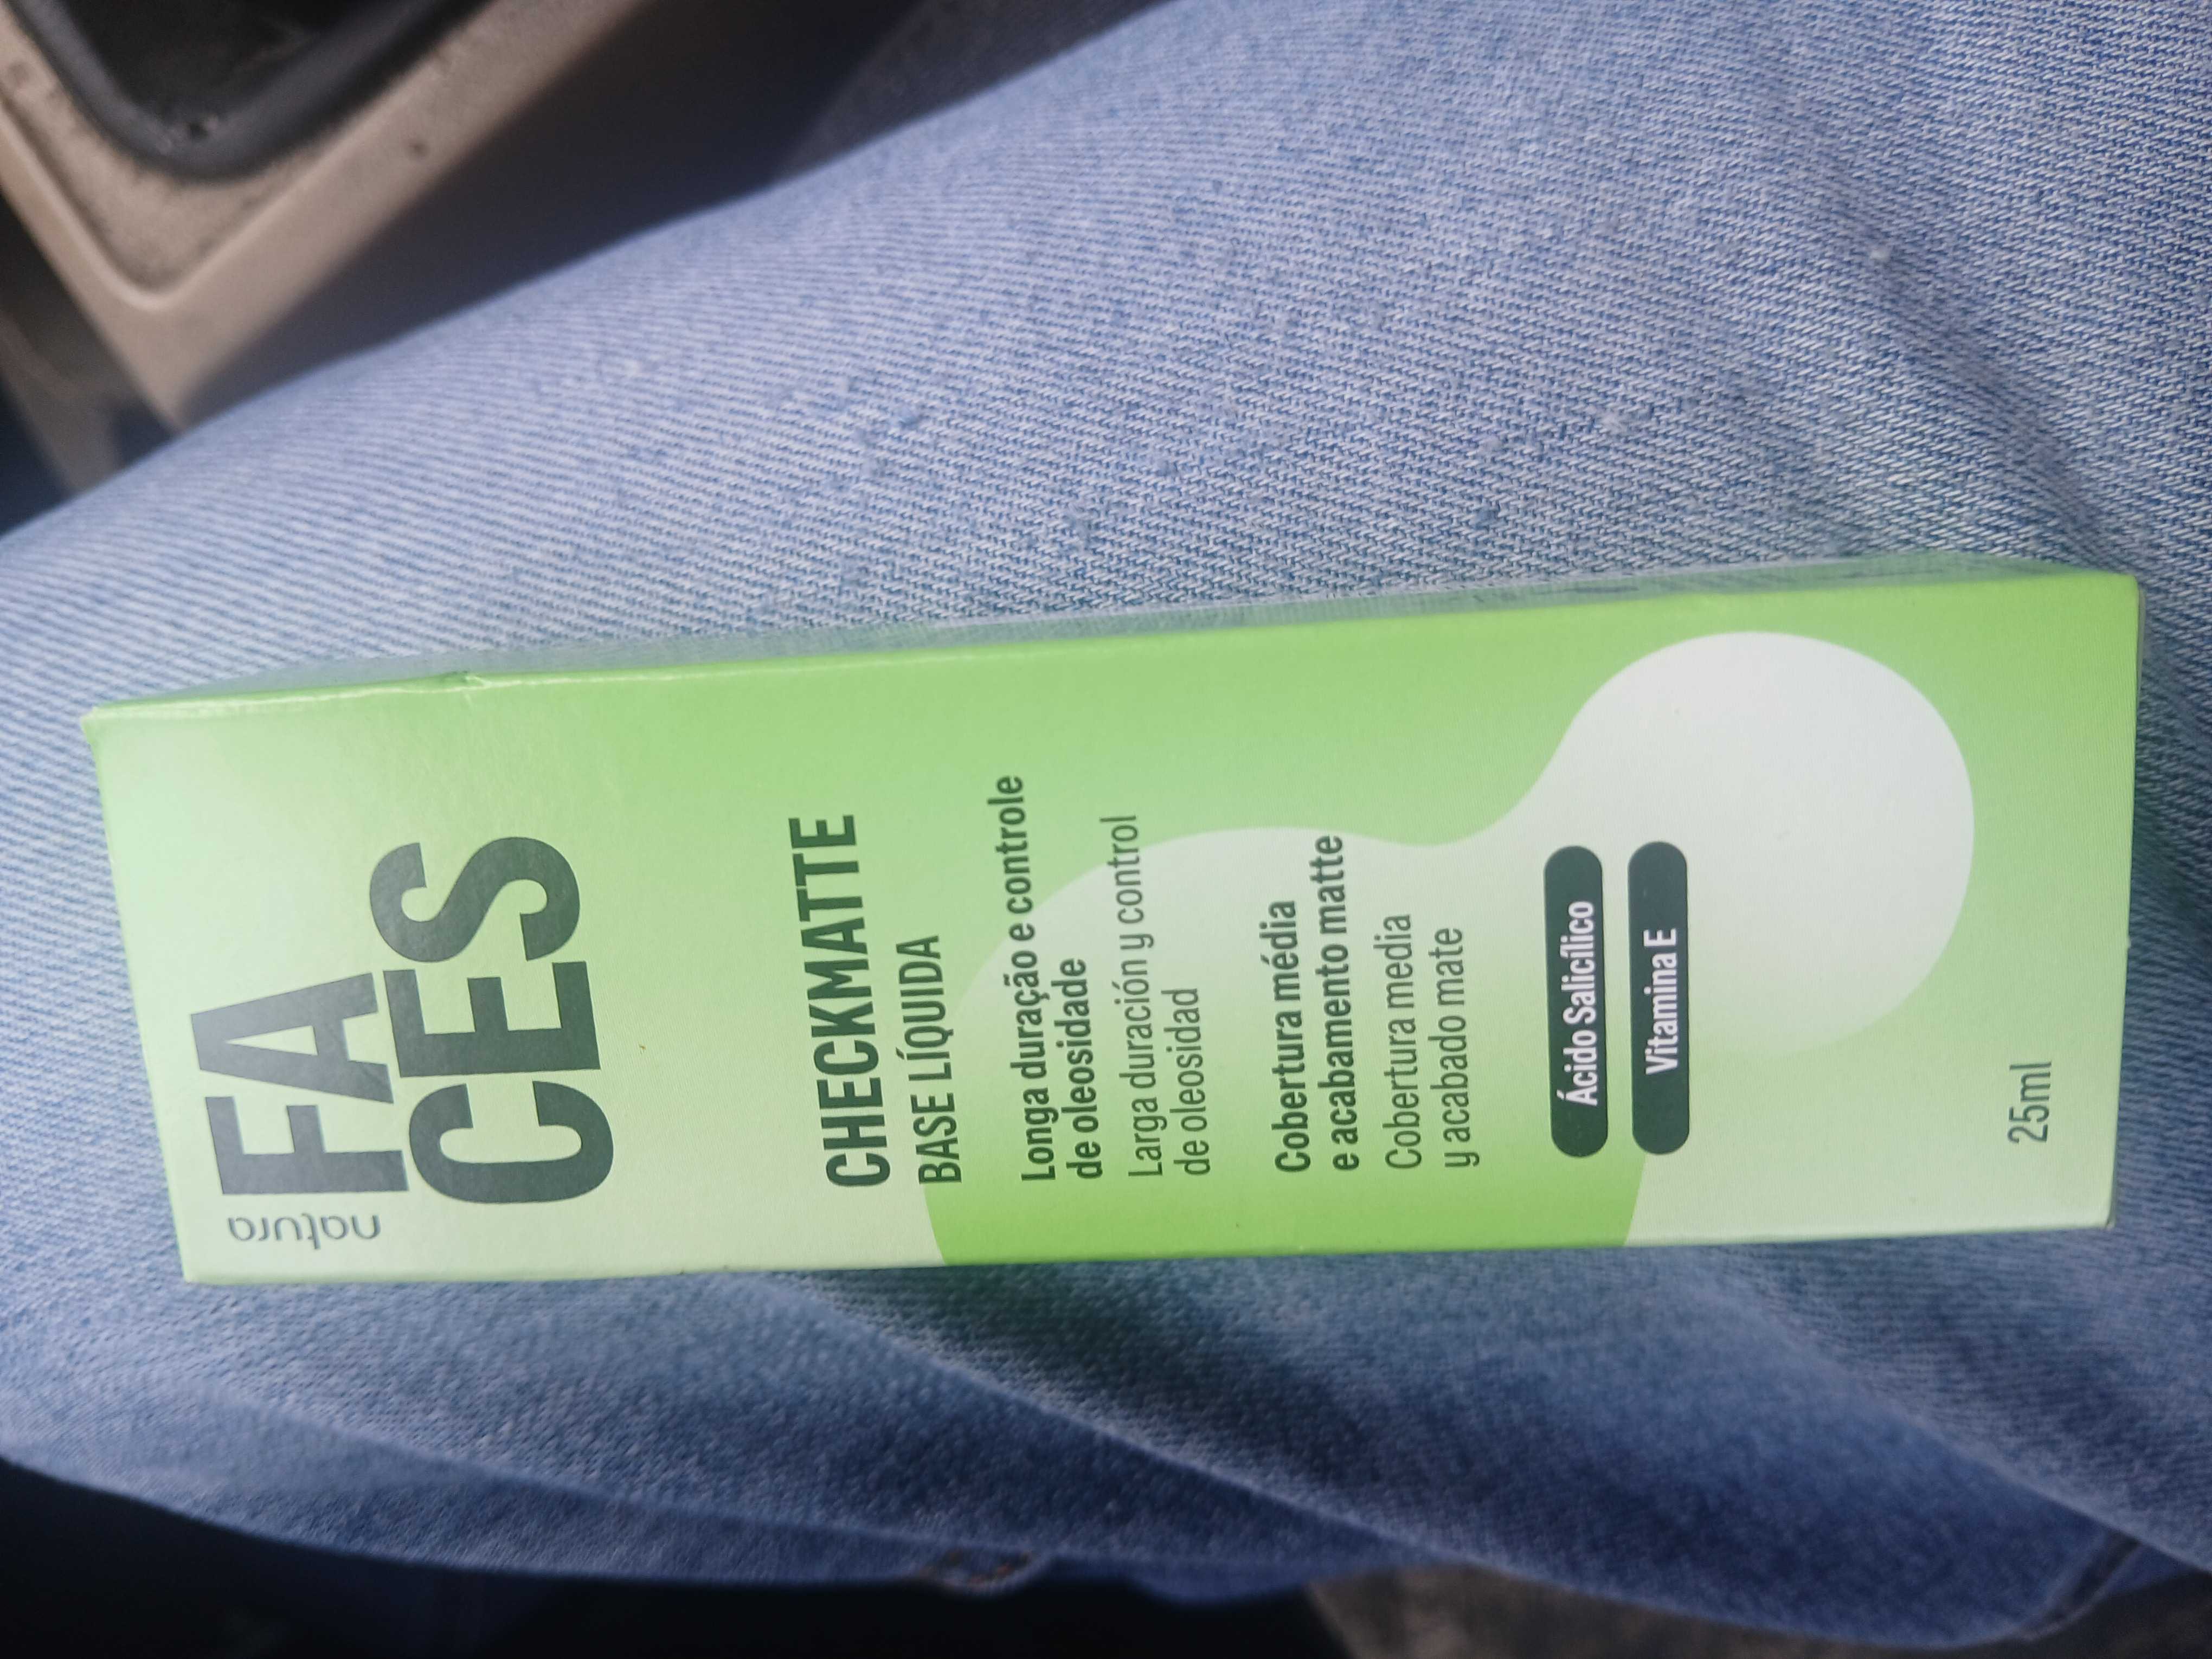 natura
FA
CES
CHECKMATTE
BASE LÍQUIDA
Longa duração e controle
de oleosidade
Larga duración y control
de oleosidad
Cobertura média
e acabamento matte
Cobertura media
y acabado mate
Ácido Salicílico
Vitamina E
25ml